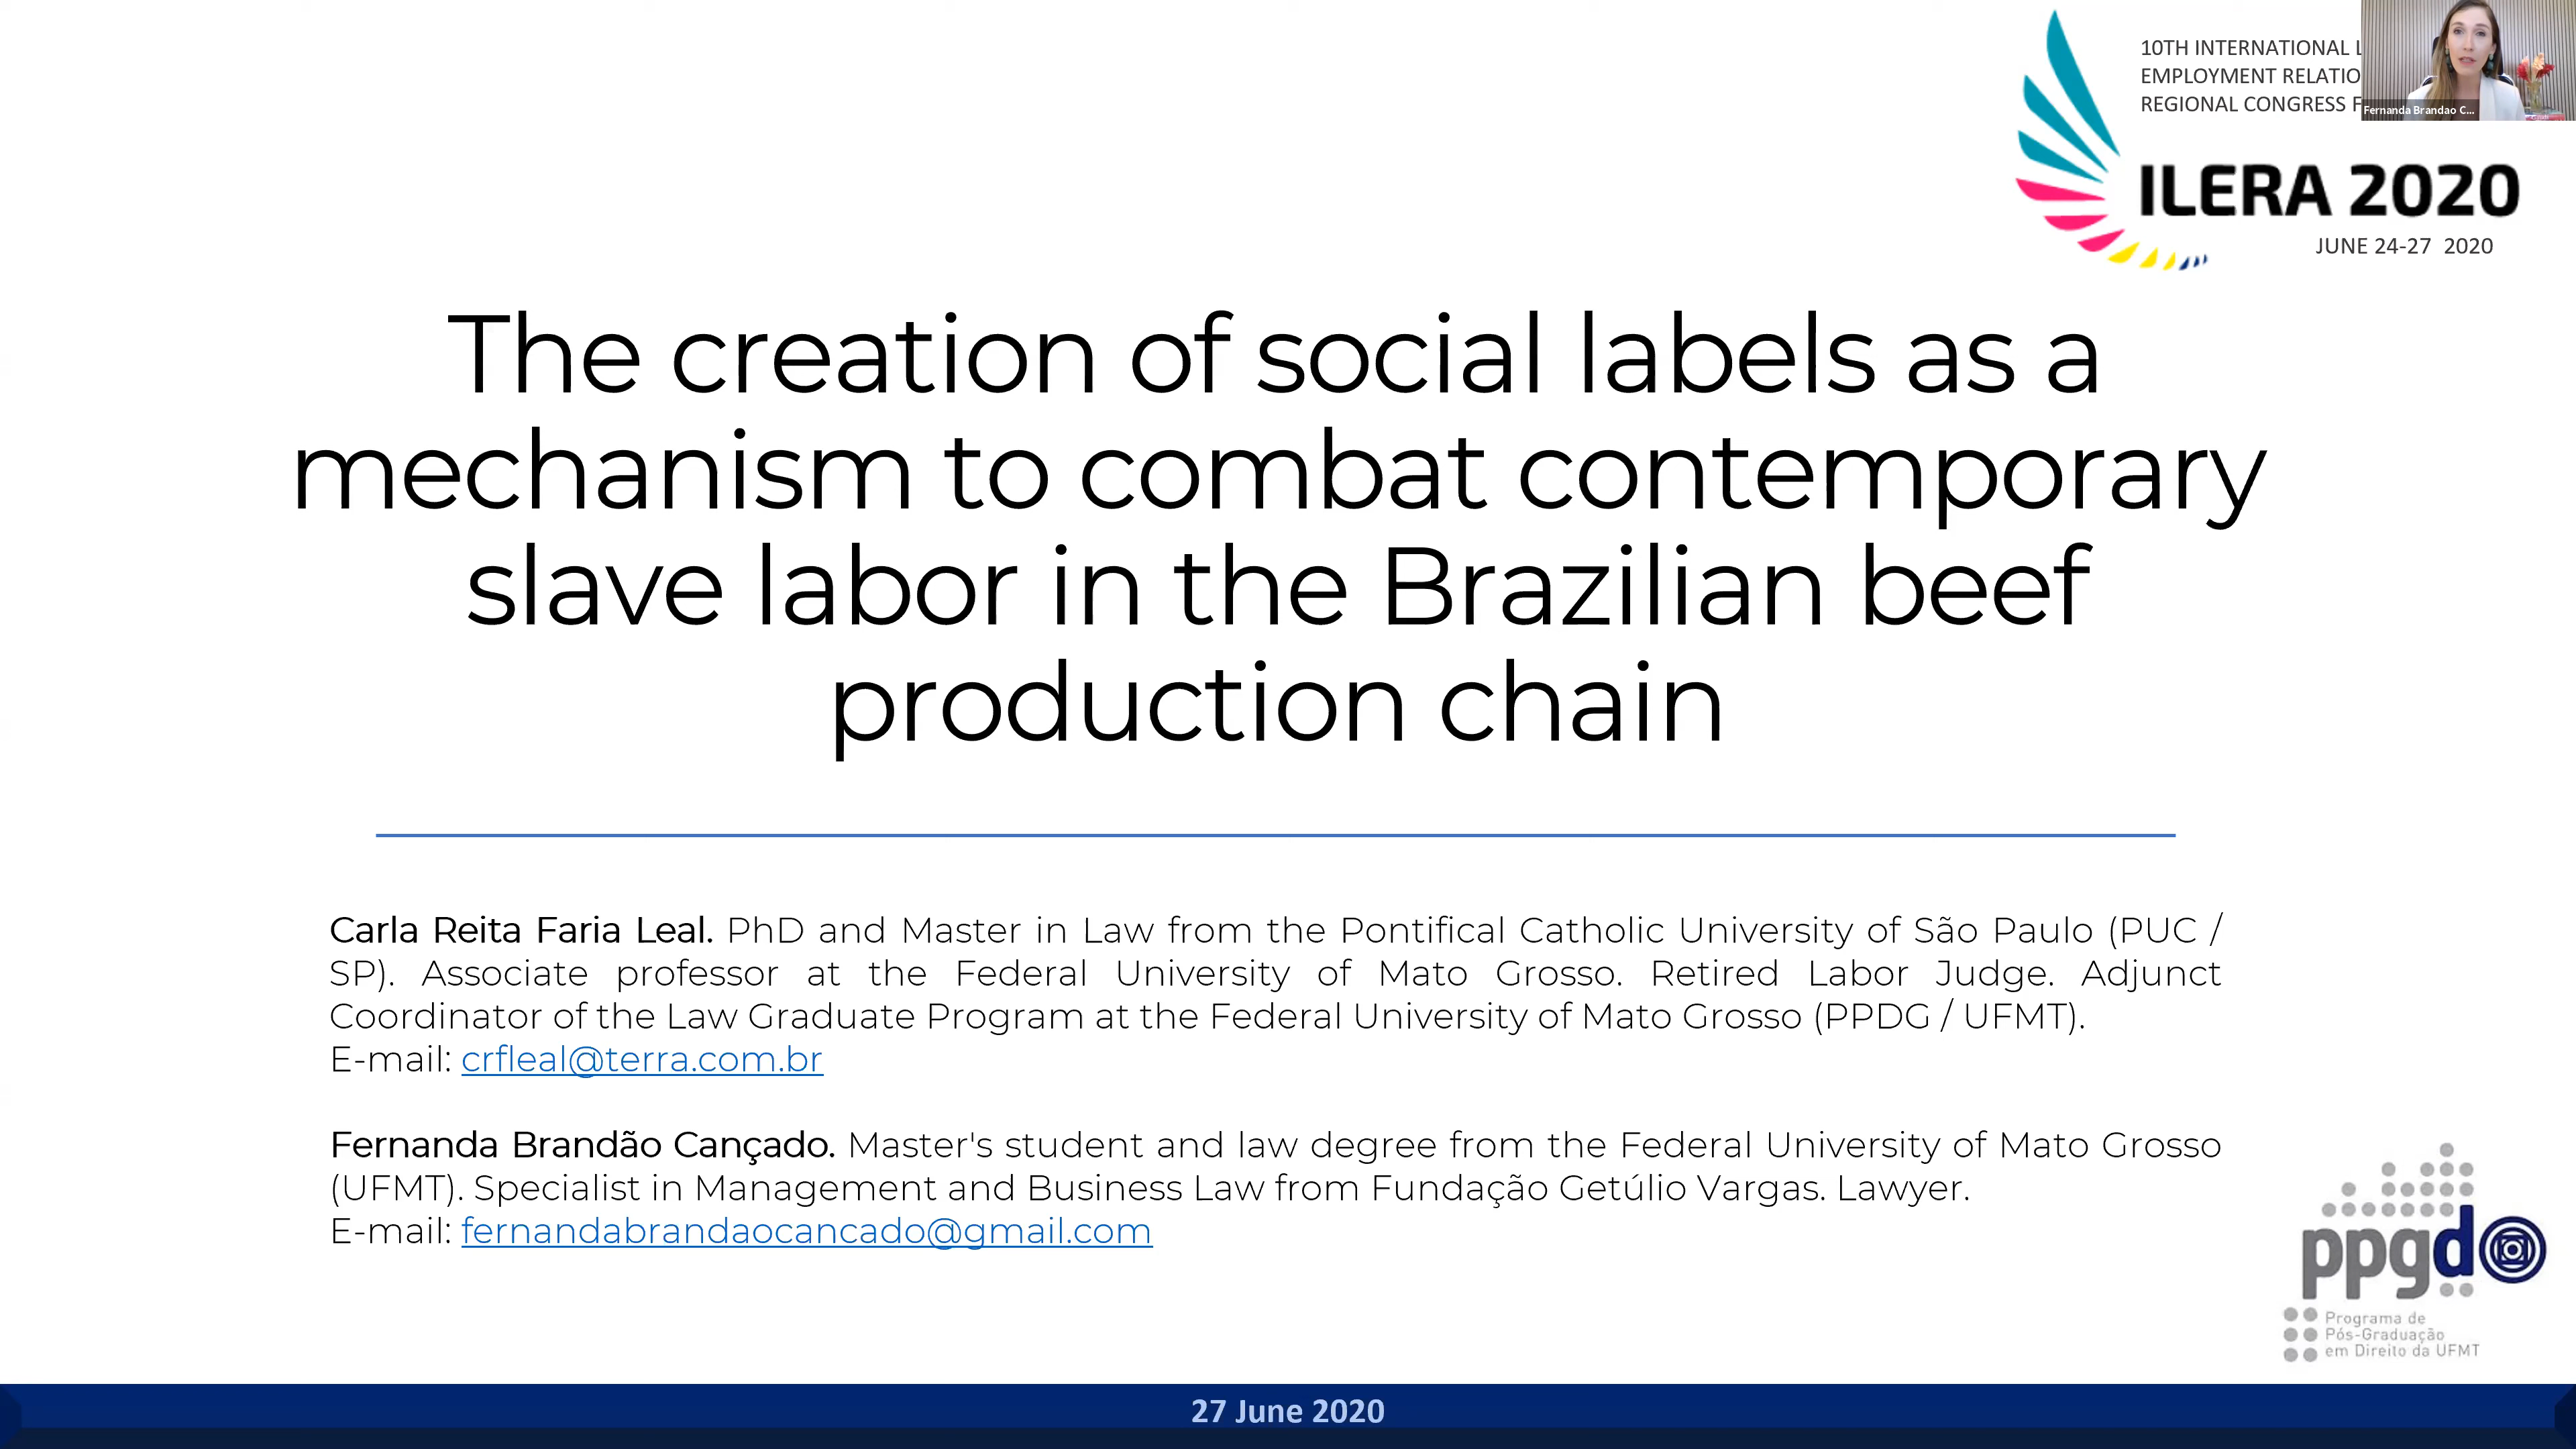 10TH INTERNATIONAL L
EMPLOYMENT RELATIO
REGIONAL CONGRESS F
Fernanda Brandao C...
ILERA 2020
JUNE 24-27 2020
The creation of social labels as a
mechanism to combat contemporary
slave labor in the Brazilian beef
production chain
Carla Reita Faria Leal. PhD and Master in Law from the Pontifical Catholic University of São Paulo (PUC /
SP). Associate professor at the Federal University of Mato Grosso. Retired Labor Judge. Adjunct
Coordinator of the Law Graduate Program at the Federal University of Mato Grosso (PPDG / UFMT).
E-mail: crfleal@terra.com.br
Fernanda Brandão Cançado. Master's student and law degree from the Federal University of Mato Grosso
(UFMT). Specialist in Management and Business Law from Fundação Getúlio Vargas. Lawyer.
E-mail: fernandabrandaocancado@gmail.com
ppgd
Programa de
Pós-Graduação
em Direito da UFMT
27 June 2020